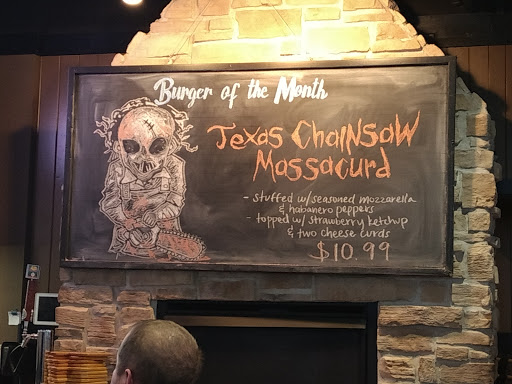 Burger of the Month
Texas Chainsaw
Massacurd
- stuffed w/seasoned mozzarella
& habanero peppers
- topped w/ strawberry ketchup
& two cheese curds
$10.99